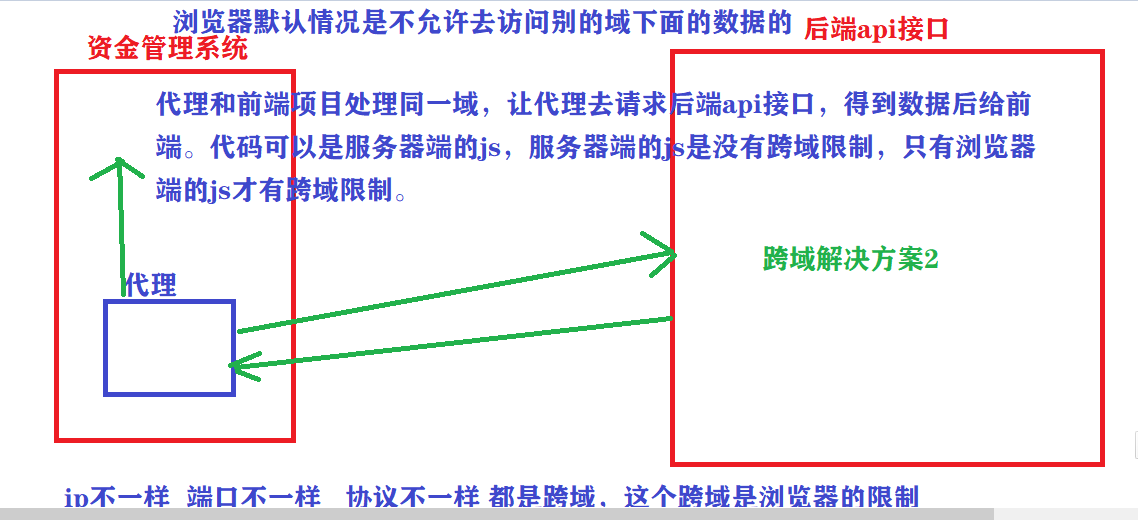 浏览器默认情况是不允许去访问别的域下面的数据的
后端api接口
资金管理系统
代理和前端项目处理同一域，让代理去请求后端api接口，得到数据后给前
端。代码可以是服务器端的js，服务器端的js是没有跨域限制，只有浏览器
端的js才有跨域限制。
跨域解决方案2
代理
ip不一样 端口不一样 协议不一样 都是跨域，这个跨域是浏览器的限制